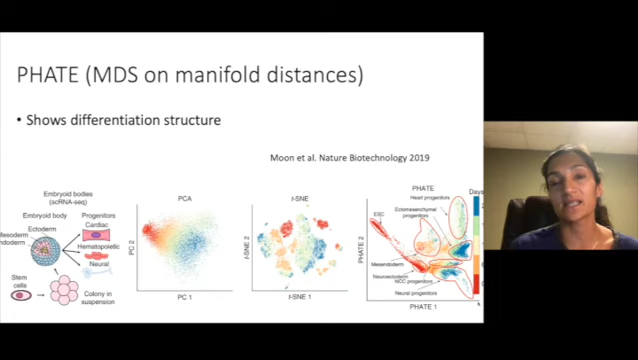 PHATE (MDS on manifold distances)
• Shows differentiation structure
Moon et al. Nature Biotechnology 2019
Embryoid bodies
(scRNA-seq)
Embryoid body
Progenitors
Mesoderm
Ectoderm
Cardiac
Hematopoietic
Neural
Stem
cells
Colony in
suspension
PCA
PC 2
PC 1
t-SNE
t-SNE 2
t-SNE 1
PHATE
Days
Heart progenitors
Ectomesenchymal
progenitors
ESC
PHATE 2
Mesendoderm
Neuroectoderm
NCC progenitors
Neural progenitors
PHATE 1